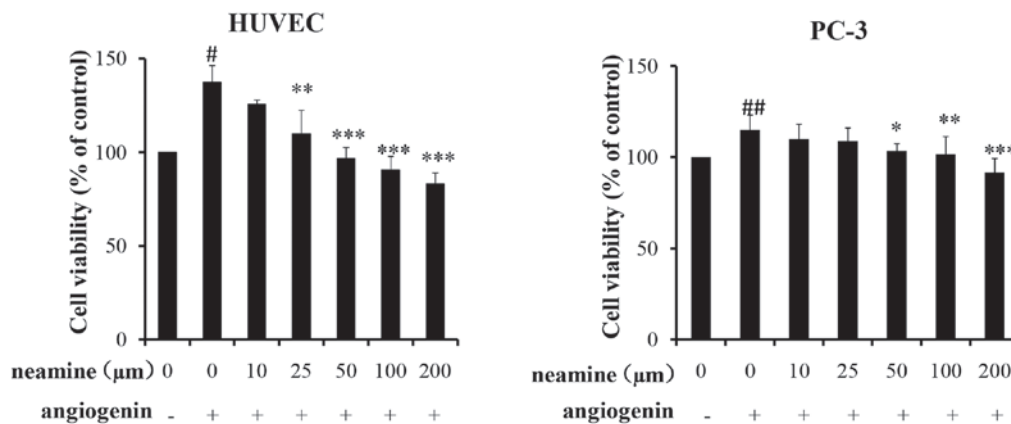 HUVEC
Cell viability (% of control)
150
100
50
0
#
**
***
***
***
neamine (μm) 0 0 10 25 50 100 200
angiogenin - + + + + + +
PC-3
Cell viability (% of control)
150
100
50
0
##
*
**
***
neamine (μm) 0 0 10 25 50 100 200
angiogenin - + + + + + +